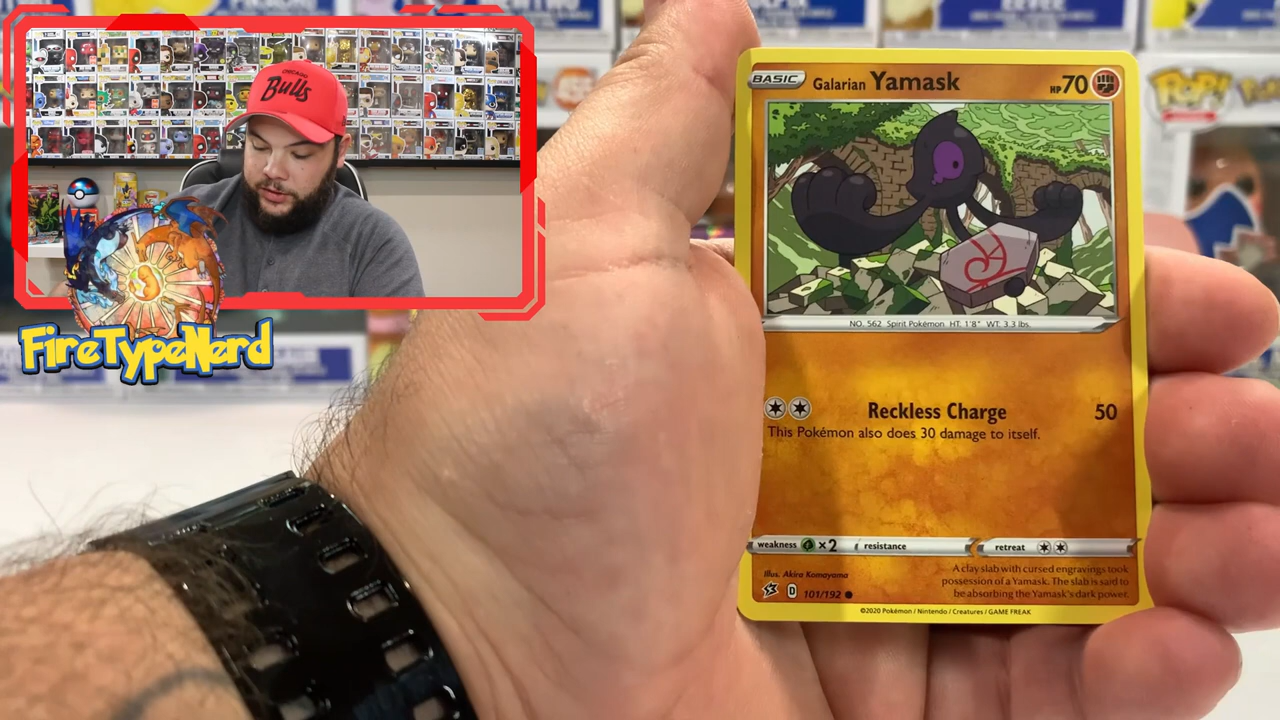 CHICAGO
Bulls
FireTypeNerd
BASIC
Galarian Yamask
HP 70
NO. 562 Spirit Pokémon HT: 1'8" WT: 3.3 lbs.
Reckless Charge 50
This Pokémon also does 30 damage to itself.
weakness ×2 resistance retreat
Illus. Akira Komayama
D 101/192
A clay slab with cursed engravings took
possession of a Yamask. The slab is said to
be absorbing the Yamask's dark power.
©2020 Pokémon / Nintendo / Creatures / GAME FREAK
POP!